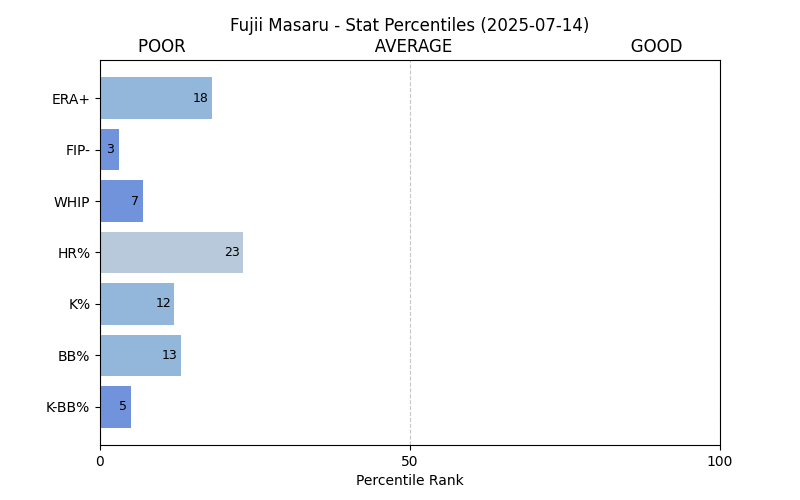 Fujii Masaru - Stat Percentiles (2025-07-14)
POOR AVERAGE GOOD
ERA+ 18
FIP- 3
WHIP 7
HR% 23
K% 12
BB% 13
K-BB% 5
0 50 100
Percentile Rank